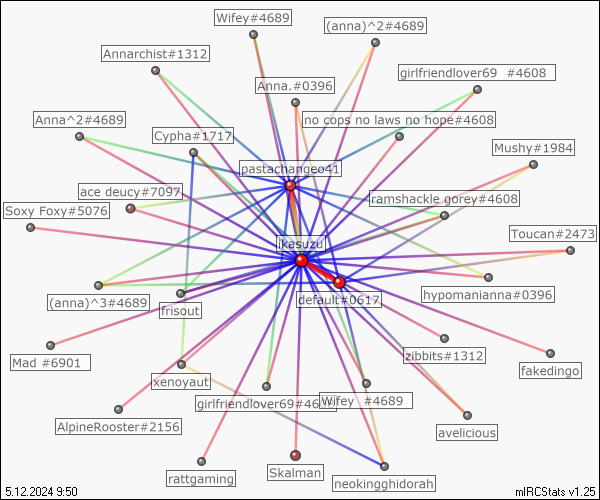 Wifey#4689
(anna)^2#4689
Annarchist#1312
girlfriendlover69 #4608
Anna.#0396
Anna^2#4689
no cops no laws no hope#4608
Cypha#1717
Mushy#1984
pastachangeo41
ace deucy#7097
ramshackle.gorey#4608
Soxy Foxy#5076
Toucan#2473
ikasuzu
(anna)^3#4689
default#0617
hypomanianna#0396
frisout
Mad #6901
zibbits#1312
fakedingo
xenoyaut
girlfriendlover69#46
Wifey #4689
AlpineRooster#2156
avelicious
rattgang
Skalman
neokingghidorah
5.12.2024 9:50
mIRCStats v1.25